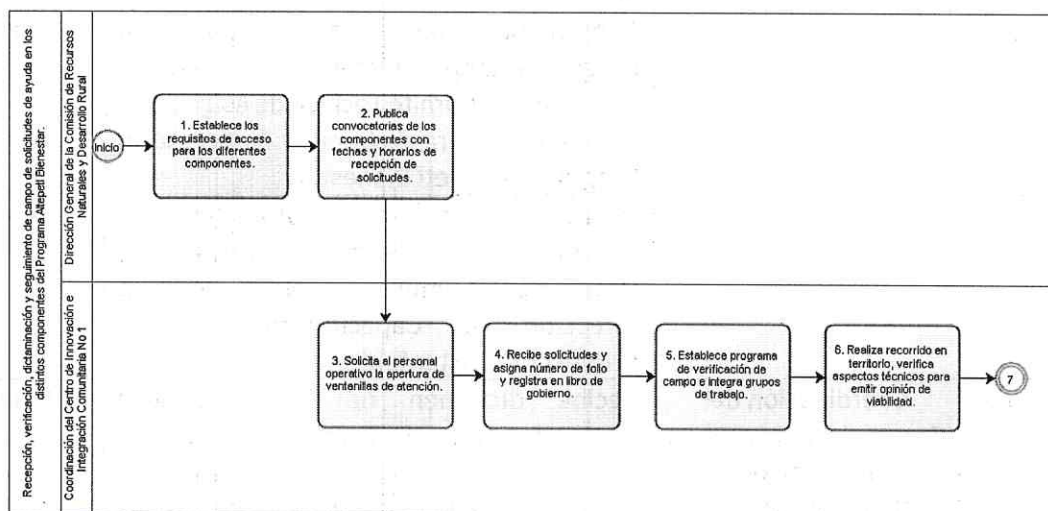 Recepción, verificación, dictaminación y seguimiento de campo de solicitudes de ayuda en los
distintos componentes del Programa Altepetl Bienestar.
Dirección General de la Comisión de Recursos
Naturales y Desarrollo Rural
Inicio
1. Establece los
requisitos de acceso
para los diferentes
componentes.
2. Publica
convocatorias de los
componentes con
fechas y horarios de
recepción de
solicitudes.
Coordinación del Centro de Innovación e
Integración Comunitaria No 1
3. Solicita al personal
operativo la apertura de
ventanillas de atención.
4. Recibe solicitudes y
asigna número de folio
y registra en libro de
gobierno.
5. Establece programa
de verificación de
campo e integra grupos
de trabajo.
6. Realiza recorrido en
territorio, verifica
aspectos técnicos para
emitir opinión de
viabilidad.
7